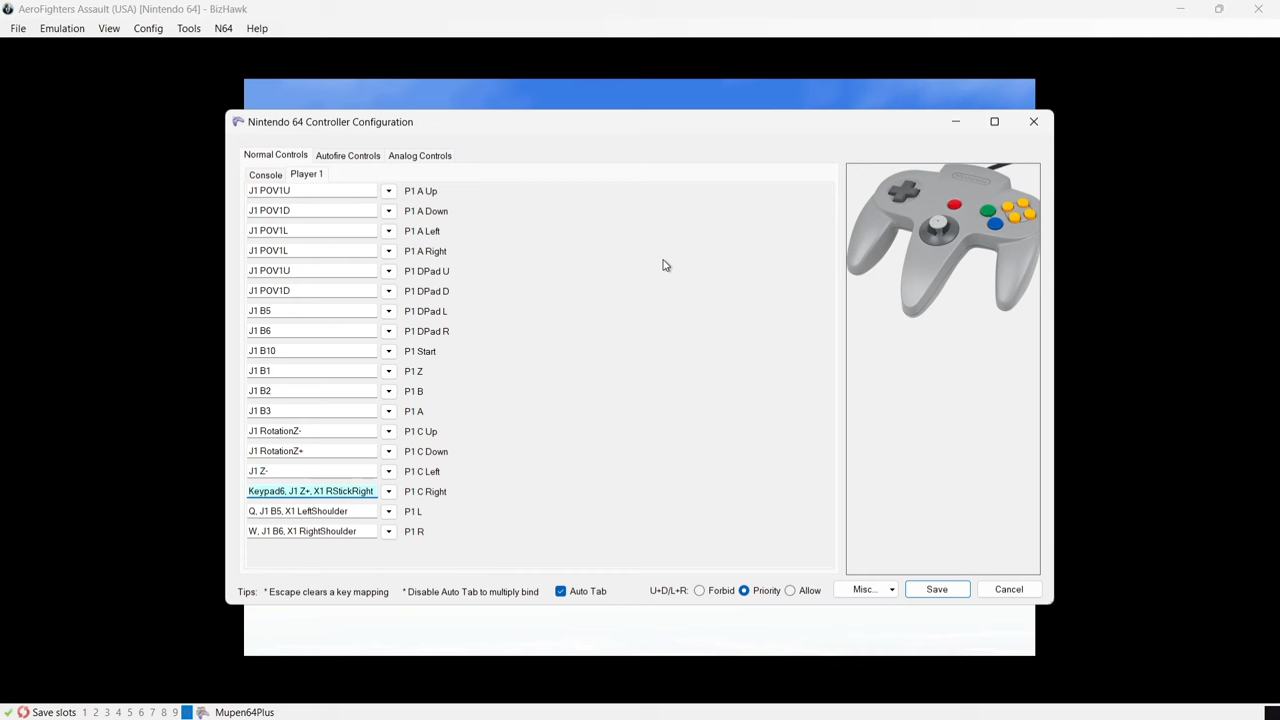 AeroFighters Assault (USA) [Nintendo 64] - BizHawk
File Emulation View Config Tools N64 Help
Nintendo 64 Controller Configuration
Normal Controls Autofire Controls Analog Controls
Console Player 1
J1 POV1U P1 A Up
J1 POV1D P1 A Down
J1 POV1L P1 A Left
J1 POV1L P1 A Right
J1 POV1U P1 DPad U
J1 POV1D P1 DPad D
J1 B5 P1 DPad L
J1 B6 P1 DPad R
J1 B10 P1 Start
J1 B1 P1 Z
J1 B2 P1 B
J1 B3 P1 A
J1 RotationZ- P1 C Up
J1 RotationZ+ P1 C Down
J1 Z- P1 C Left
Keypad6, J1 Z+, X1 RStickRight P1 C Right
Q, J1 B5, X1 LeftShoulder P1 L
W, J1 B6, X1 RightShoulder P1 R
Tips: * Escape clears a key mapping * Disable Auto Tab to multiply bind Auto Tab U+D/L+R: Forbid Priority Allow Misc... Save Cancel
Save slots 1 2 3 4 5 6 7 8 9 Mupen64Plus